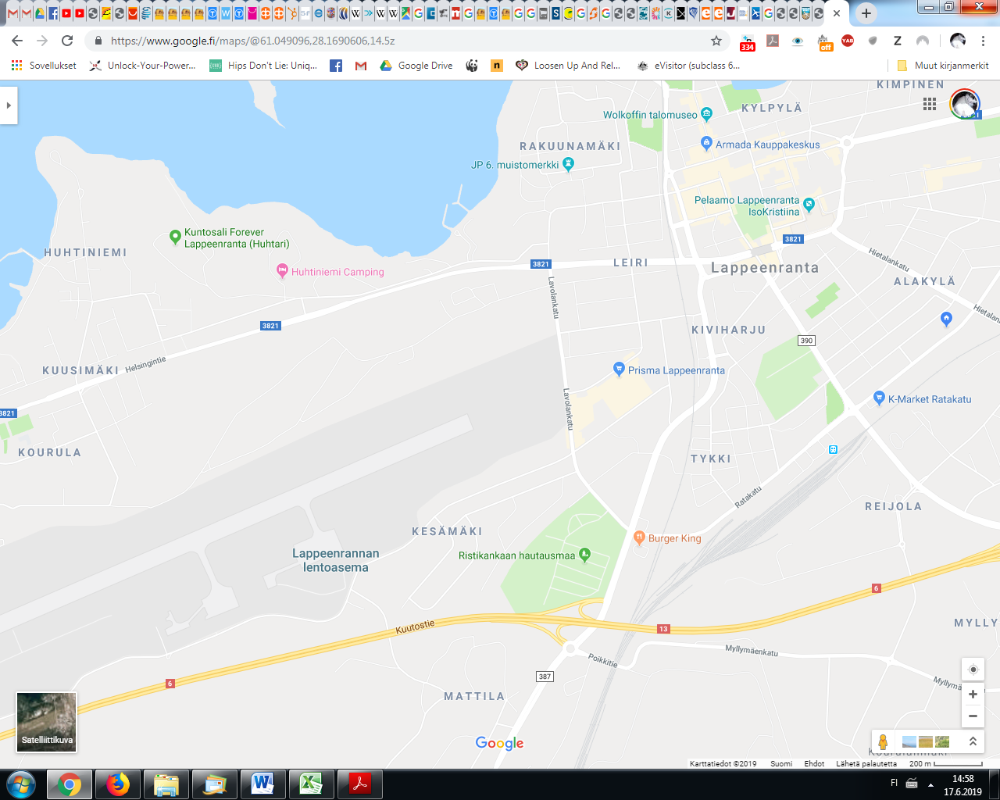 https://www.google.fi/maps/@61.049096,28.1690606,14.5z
334
off
YAB
Z
Sovellukset
Unlock-Your-Power...
Hips Don't Lie: Uniq...
Google Drive
n
Loosen Up And Rel...
eVisitor (subclass 6...
Muut kirjanmerkit
KIMPINEN
KYLPYLÄ
Wolkoffin talomuseo
3821
RAKUUNAMÄKI
Armada Kauppakeskus
JP 6. muistomerkki
Pelaamo Lappeenranta
IsoKristiina
Kuntosali Forever
Lappeenranta (Huhtari)
3821
HUHTINIEMI
Hietalankatu
3821
LEIRI
Lappeenranta
Huhtiniemi Camping
ALAKYLÄ
Lavolankatu
Hietalan
3821
KIVIHARJU
390
KUUSIMÄKI
Helsingintie
Prisma Lappeenranta
K-Market Ratakatu
3821
Lavolankatu
KOURULA
TYKKI
Ratakatu
REIJOLA
KESÄMÄKI
Burger King
Lappeenrannan
lentoasema
Ristikankaan hautausmaa
6
Kuutostie
13
MYLLY
Myllymäenkatu
Poikkitie
387
6
Myllymä
MATTILA
Satelliittikuva
Google
Karttatiedot ©2019
Suomi
Ehdot
Lähetä palautetta
200 m
FI
14:58
17.6.2019